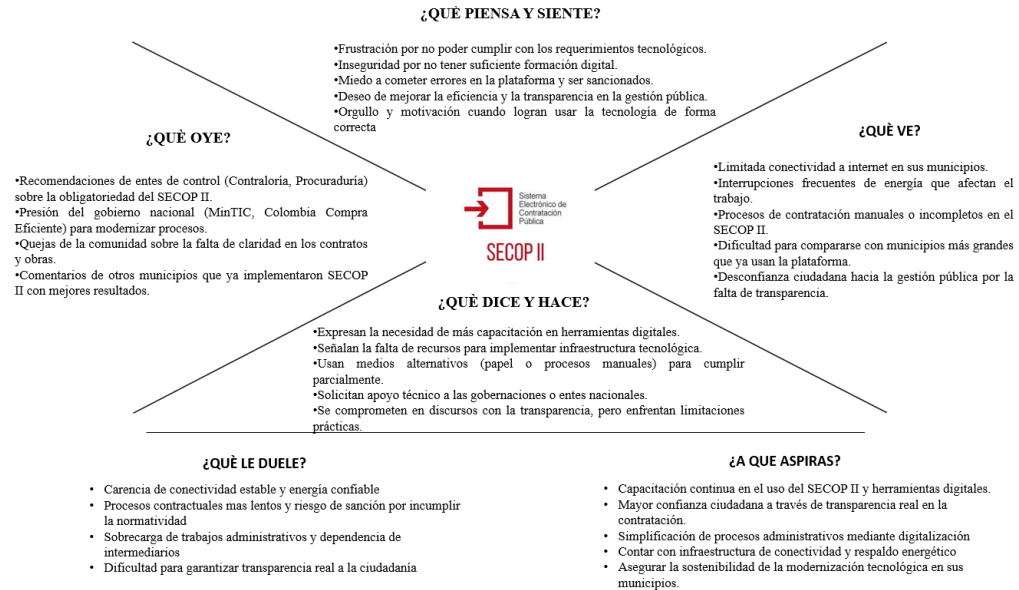 ¿QUÈ PIENSA Y SIENTE?
•Frustración por no poder cumplir con los requerimientos tecnológicos.
•Inseguridad por no tener suficiente formación digital.
•Miedo a cometer errores en la plataforma y ser sancionados.
•Deseo de mejorar la eficiencia y la transparencia en la gestión pública.
•Orgullo y motivación cuando logran usar la tecnología de forma
correcta
¿QUÈ OYE?
•Recomendaciones de entes de control (Contraloría, Procuraduría)
sobre la obligatoriedad del SECOP II.
•Presión del gobierno nacional (MinTIC, Colombia Compra
Eficiente) para modernizar procesos.
•Quejas de la comunidad sobre la falta de claridad en los contratos
y obras.
•Comentarios de otros municipios que ya implementaron SECOP
II con mejores resultados.
Sistema
Electrónico de
Contratación
Pública
SECOP II
¿QUÈ VE?
•Limitada conectividad a internet en sus municipios.
•Interrupciones frecuentes de energía que afectan el
trabajo.
•Procesos de contratación manuales o incompletos en el
SECOP II.
•Dificultad para compararse con municipios más grandes
que ya usan la plataforma.
•Desconfianza ciudadana hacia la gestión pública por la
falta de transparencia.
¿QUÈ DICE Y HACE?
•Expresan la necesidad de más capacitación en herramientas digitales.
•Señalan la falta de recursos para implementar infraestructura tecnológica.
•Usan medios alternativos (papel o procesos manuales) para cumplir
parcialmente.
•Solicitan apoyo técnico a las gobernaciones o entes nacionales.
•Se comprometen en discursos con la transparencia, pero enfrentan limitaciones
prácticas.
¿QUÈ LE DUELE?
• Carencia de conectividad estable y energía confiable
• Procesos contractuales mas lentos y riesgo de sanción por incumplir
la normatividad
• Sobrecarga de trabajos administrativos y dependencia de
intermediarios
• Dificultad para garantizar transparencia real a la ciudadanía
¿A QUE ASPIRAS?
• Capacitación continua en el uso del SECOP II y herramientas digitales.
• Mayor confianza ciudadana a través de transparencia real en la
contratación.
• Simplificación de procesos administrativos mediante digitalización
• Contar con infraestructura de conectividad y respaldo energético
• Asegurar la sostenibilidad de la modernización tecnológica en sus
municipios.